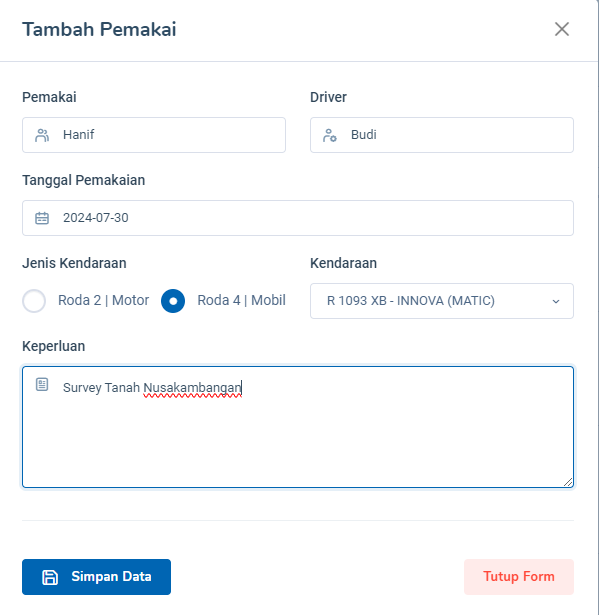 Tambah Pemakai
Pemakai
Driver
Hanif
Budi
Tanggal Pemakaian
2024-07-30
Jenis Kendaraan
Kendaraan
Roda 2 | Motor
Roda 4 | Mobil
R 1093 XB - INNOVA (MATIC)
Keperluan
Survey Tanah Nusakambangan
Simpan Data
Tutup Form